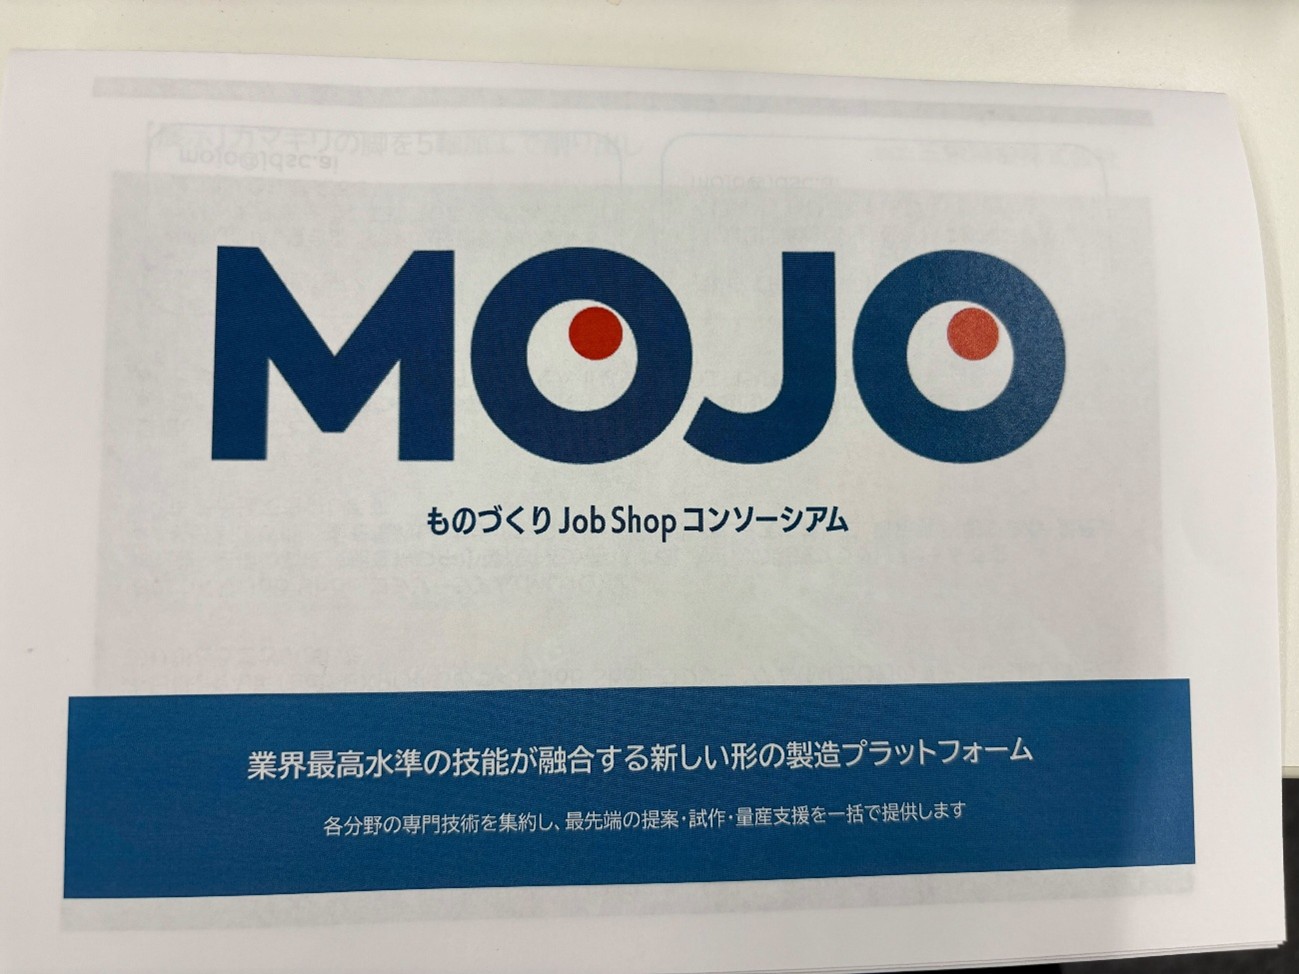 MOJO
ものづくり Job Shop コンソーシアム
業界最高水準の技能が融合する新しい形の製造プラットフォーム
各分野の専門技術を集約し、最先端の提案・試作・量産支援を一括で提供します